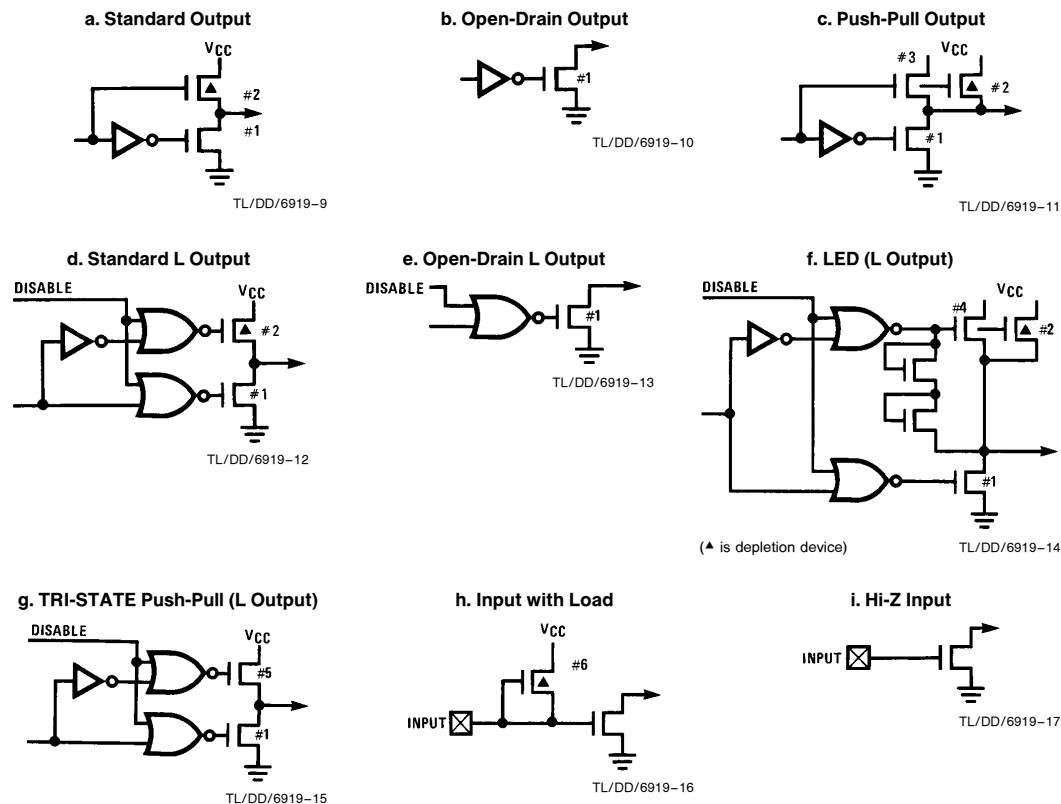 a. Standard Output
VCC
#2
#1
TL/DD/6919–9
b. Open-Drain Output
#1
TL/DD/6919–10
c. Push-Pull Output
#3
VCC
#2
#1
TL/DD/6919–11
d. Standard L Output
DISABLE
VCC
#2
#1
TL/DD/6919–12
e. Open-Drain L Output
DISABLE
#1
TL/DD/6919–13
f. LED (L Output)
DISABLE
VCC
#4
#2
#1
(▲ is depletion device)
TL/DD/6919–14
g. TRI-STATE Push-Pull (L Output)
DISABLE
VCC
#5
#1
TL/DD/6919–15
h. Input with Load
VCC
#6
INPUT
TL/DD/6919–16
i. Hi-Z Input
INPUT
TL/DD/6919–17